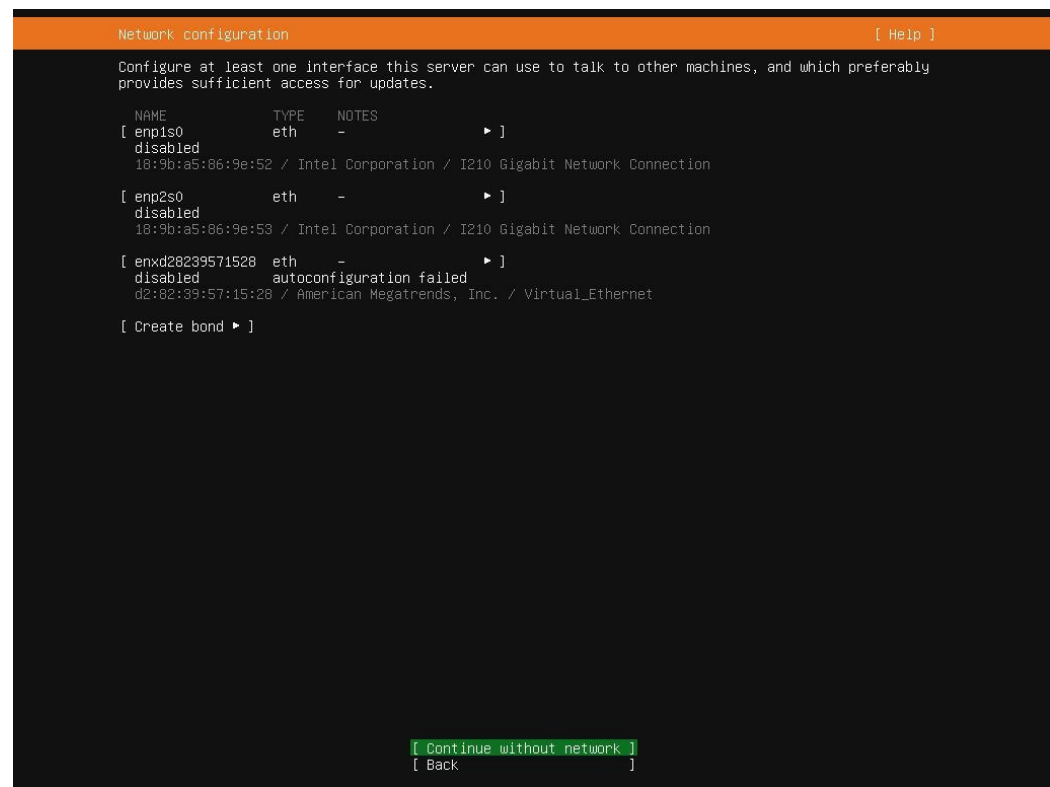 Network configuration [ Help ]
Configure at least one interface this server can use to talk to other machines, and which preferably
provides sufficient access for updates.
NAME TYPE NOTES
[ enp1s0 eth - ▸ ]
disabled
18:9b:a5:86:9e:52 / Intel Corporation / I210 Gigabit Network Connection
[ enp2s0 eth - ▸ ]
disabled
18:9b:a5:86:9e:53 / Intel Corporation / I210 Gigabit Network Connection
[ enxd28239571528 eth - ▸ ]
disabled autoconfiguration failed
d2:82:39:57:15:28 / American Megatrends, Inc. / Virtual_Ethernet
[ Create bond ▸ ]
[ Continue without network ]
[ Back ]